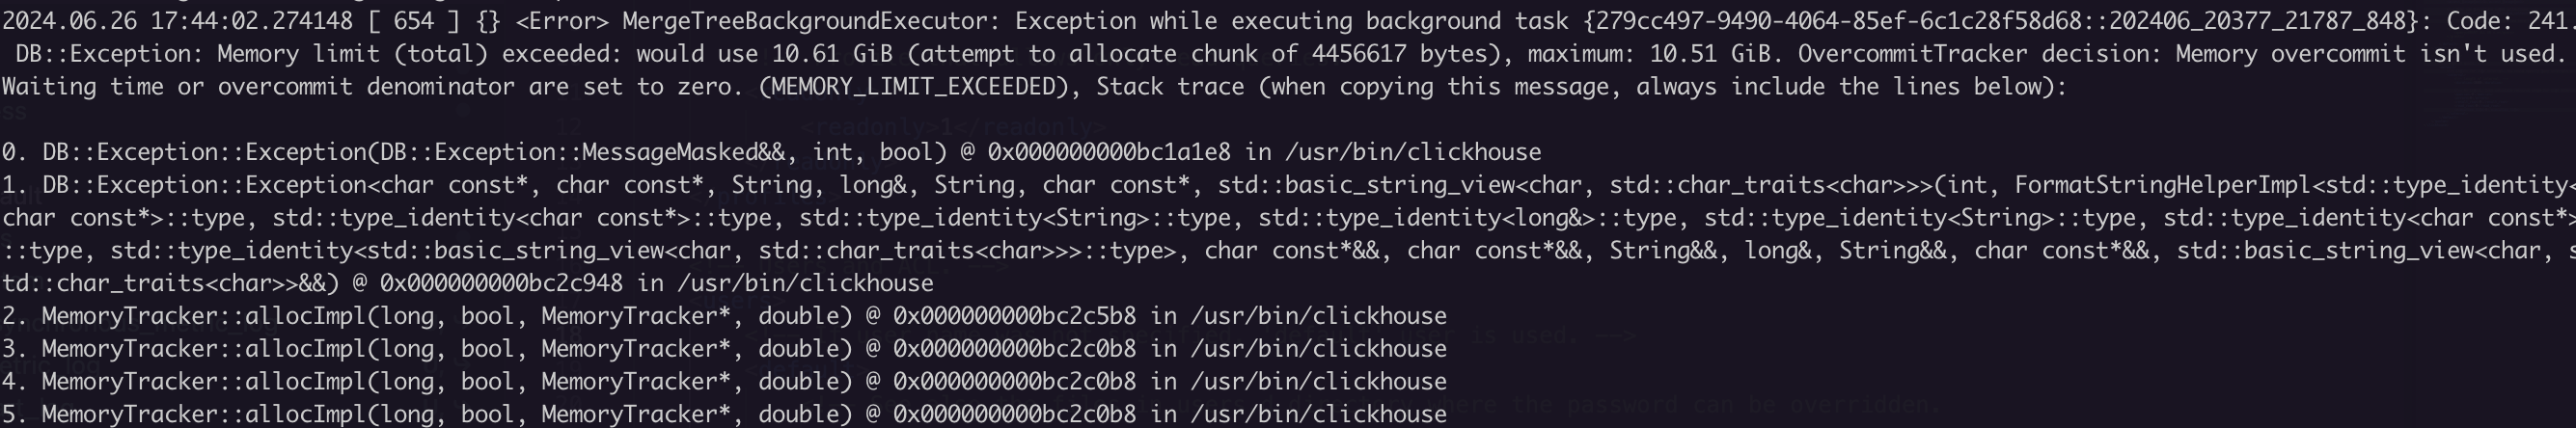 2024.06.26 17:44:02.274148 [ 654 ] {} <Error> MergeTreeBackgroundExecutor: Exception while executing background task {279cc497-9490-4064-85ef-6c1c28f58d68::202406_20377_21787_848}: Code: 241.
DB::Exception: Memory limit (total) exceeded: would use 10.61 GiB (attempt to allocate chunk of 4456617 bytes), maximum: 10.51 GiB. OvercommitTracker decision: Memory overcommit isn't used.
Waiting time or overcommit denominator are set to zero. (MEMORY_LIMIT_EXCEEDED), Stack trace (when copying this message, always include the lines below):
12 <readonly>1</readonly>
0. DB::Exception::Exception(DB::Exception::MessageMasked&&, int, bool) @ 0x000000000bc1a1e8 in /usr/bin/clickhouse
1. DB::Exception::Exception<char const*, char const*, String, long&, String, char const*, std::basic_string_view<char, std::char_traits<char>>>(int, FormatStringHelperImpl<std::type_identity<
char const*>::type, std::type_identity<char const*>::type, std::type_identity<String>::type, std::type_identity<long&>::type, std::type_identity<String>::type, std::type_identity<char const*>
::type, std::type_identity<std::basic_string_view<char, std::char_traits<char>>>::type>, char const*&&, char const*&&, String&&, long&, String&&, char const*&&, std::basic_string_view<char, s
td::char_traits<char>>&&) @ 0x000000000bc2c948 in /usr/bin/clickhouse
2. MemoryTracker::allocImpl(long, bool, MemoryTracker*, double) @ 0x000000000bc2c5b8 in /usr/bin/clickhouse
3. MemoryTracker::allocImpl(long, bool, MemoryTracker*, double) @ 0x000000000bc2c0b8 in /usr/bin/clickhouse
4. MemoryTracker::allocImpl(long, bool, MemoryTracker*, double) @ 0x000000000bc2c0b8 in /usr/bin/clickhouse
5. MemoryTracker::allocImpl(long, bool, MemoryTracker*, double) @ 0x000000000bc2c0b8 in /usr/bin/clickhouse